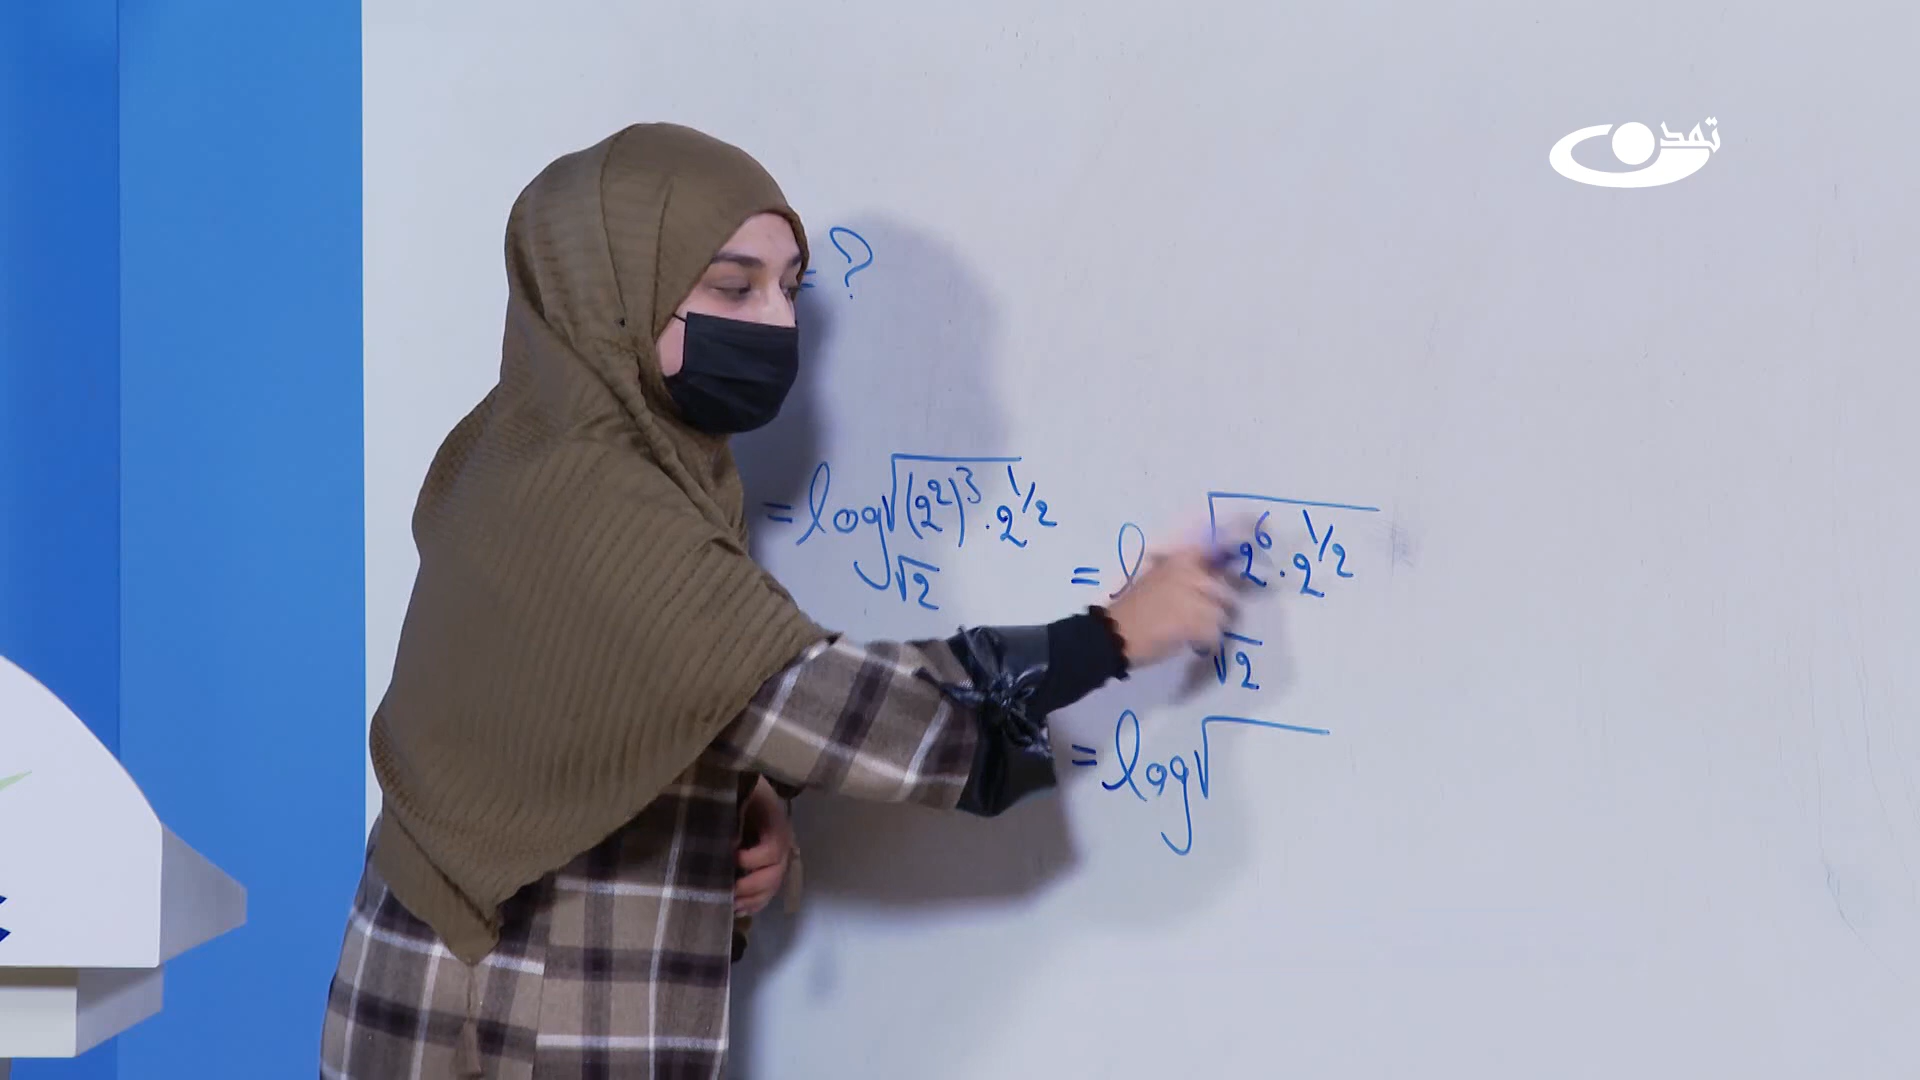 تمدن
= ?
= log √(2²)³ · 2^1/2
√2
= l √2⁶ · 2^1/2
√2
= log √